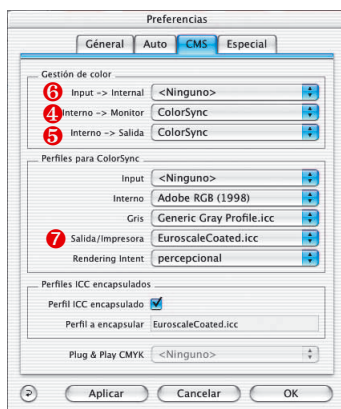 Preferencias
Géneral Auto CMS Especial
Gestión de color
6 Input -> Internal <Ninguno>
4 Interno -> Monitor ColorSync
5 Interno -> Salida ColorSync
Perfiles para ColorSync
Input <Ninguno>
Interno Adobe RGB (1998)
Gris Generic Gray Profile.icc
7 Salida/Impresora EuroscaleCoated.icc
Rendering Intent percepcional
Perfiles ICC encapsulados
Perfil ICC encapsulado
Perfil a encapsular EuroscaleCoated.icc
Plug & Play CMYK <Ninguno>
Aplicar Cancelar OK